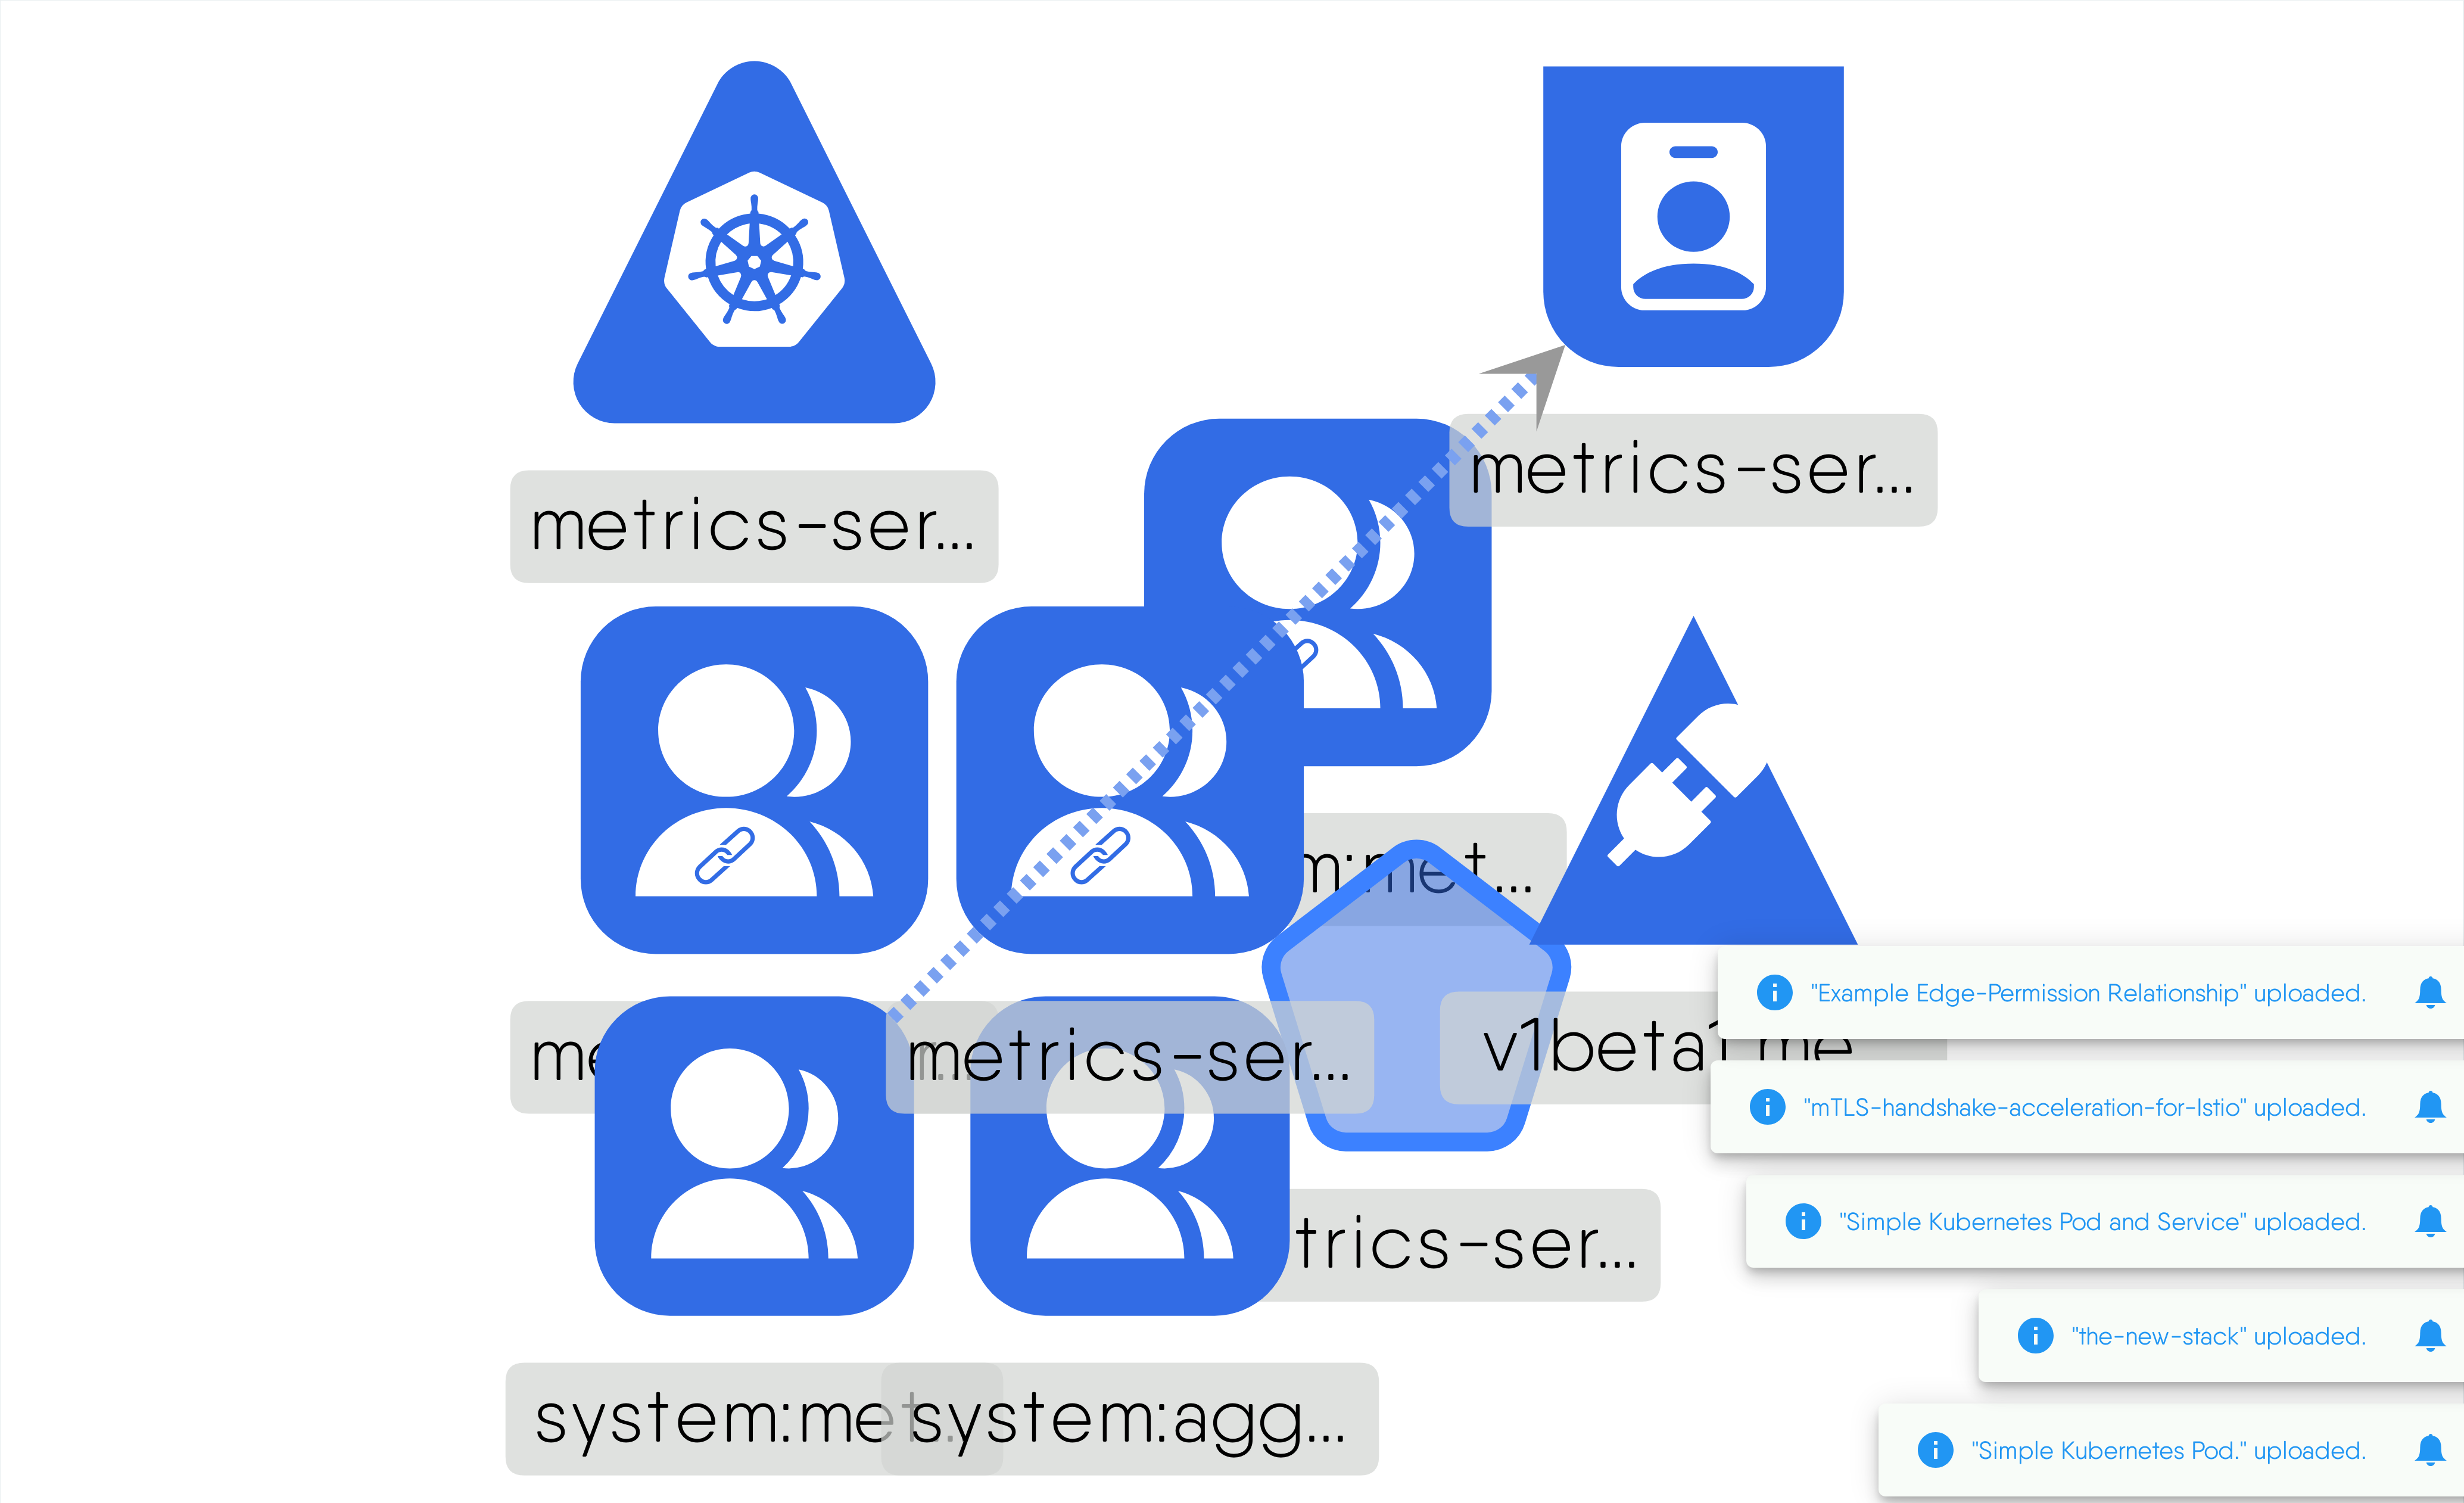 metrics-ser...
metrics-ser...
m:met...
me
metrics-ser...
v1beta1
"Example Edge-Permission Relationship" uploaded.
"mTLS-handshake-acceleration-for-Istio" uploaded.
trics-ser...
"Simple Kubernetes Pod and Service" uploaded.
"the-new-stack" uploaded.
system:met
system:agg...
"Simple Kubernetes Pod." uploaded.